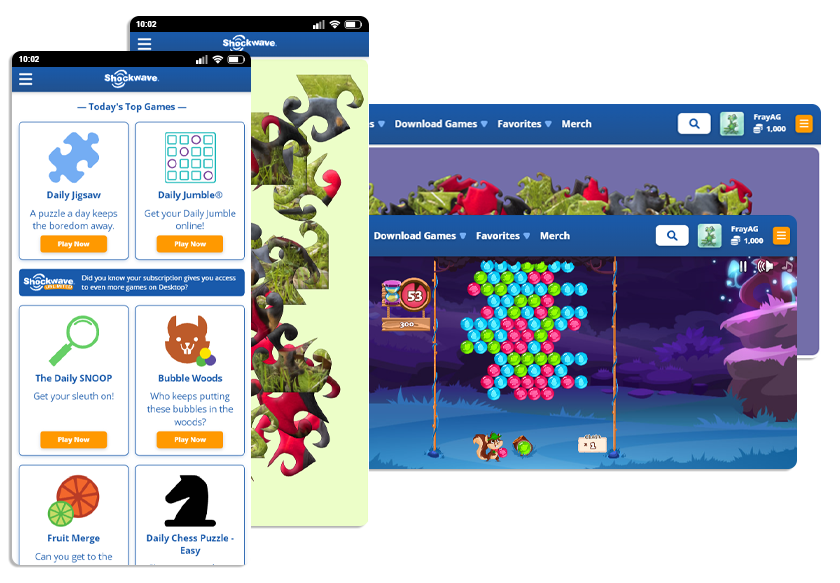 10:02
Shockwave.
10:02
Shockwave.
— Today's Top Games —
Daily Jigsaw
A puzzle a day keeps
the boredom away.
Play Now
Daily Jumble®
Get your Daily Jumble
online!
Play Now
Shockwave
UNLIMITED
Did you know your subscription gives you access
to even more games on Desktop?
The Daily SNOOP
Get your sleuth on!
Play Now
Bubble Woods
Who keeps putting
these bubbles in the
woods?
Play Now
Fruit Merge
Can you get to the
Daily Chess Puzzle -
Easy
s Download Games Favorites Merch
FrayAG
1,000
Download Games Favorites Merch
FrayAG
1,000
53
300
x 1